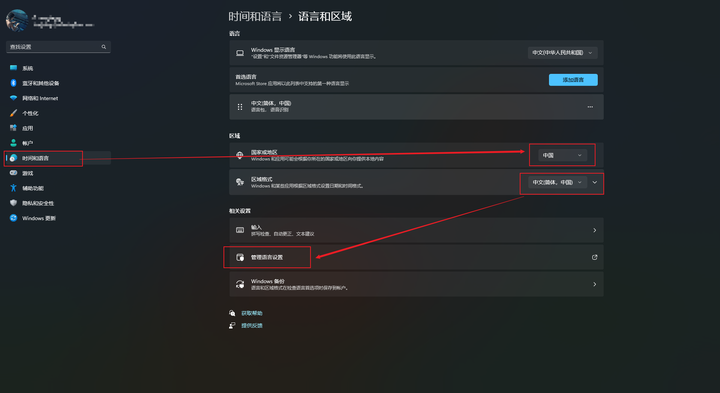 时间和语言 › 语言和区域
查找设置
系统
蓝牙和其他设备
网络和 Internet
个性化
应用
帐户
时间和语言
游戏
辅助功能
隐私和安全性
Windows 更新
语言
Windows 显示语言
"设置"和"文件资源管理器"等 Windows 功能将使用此语言显示。
中文(中华人民共和国)
首选语言
Microsoft Store 应用将以此列表中支持的第一种语言显示
添加语言
中文(简体，中国)
语言包、语音识别
区域
国家或地区
Windows 和应用可能会根据你所在的国家或地区向你提供本地内容
中国
区域格式
Windows 和某些应用根据区域格式设置日期和时间格式。
中文(简体，中国)
相关设置
输入
拼写检查、自动更正、文本建议
管理语言设置
Windows 备份
获取帮助
提供反馈